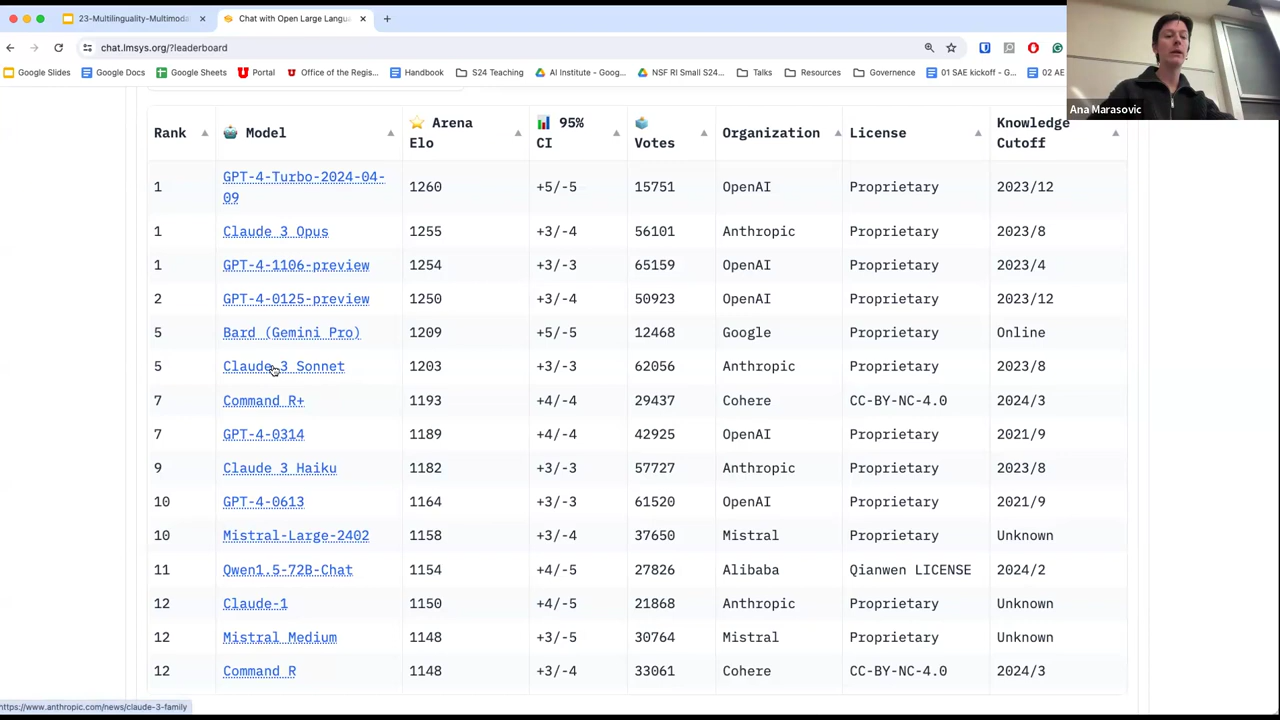 23-Multilinguality-Multimoda
Chat with Open Large Langu
chat.lmsys.org/?leaderboard
Google Slides Google Docs Google Sheets Portal Office of the Regis... Handbook S24 Teaching AI Institute - Goog... NSF RI Small S24... Talks Resources Governence 01 SAE kickoff - G... 02 AE
Ana Marasovic
Rank Model Arena Elo 95% CI Votes Organization License Knowledge Cutoff
1 GPT-4-Turbo-2024-04-09 1260 +5/-5 15751 OpenAI Proprietary 2023/12
1 Claude 3 Opus 1255 +3/-4 56101 Anthropic Proprietary 2023/8
1 GPT-4-1106-preview 1254 +3/-3 65159 OpenAI Proprietary 2023/4
2 GPT-4-0125-preview 1250 +3/-4 50923 OpenAI Proprietary 2023/12
5 Bard (Gemini Pro) 1209 +5/-5 12468 Google Proprietary Online
5 Claude 3 Sonnet 1203 +3/-3 62056 Anthropic Proprietary 2023/8
7 Command R+ 1193 +4/-4 29437 Cohere CC-BY-NC-4.0 2024/3
7 GPT-4-0314 1189 +4/-4 42925 OpenAI Proprietary 2021/9
9 Claude 3 Haiku 1182 +3/-3 57727 Anthropic Proprietary 2023/8
10 GPT-4-0613 1164 +3/-3 61520 OpenAI Proprietary 2021/9
10 Mistral-Large-2402 1158 +3/-4 37650 Mistral Proprietary Unknown
11 Qwen1.5-72B-Chat 1154 +4/-5 27826 Alibaba Qianwen LICENSE 2024/2
12 Claude-1 1150 +4/-5 21868 Anthropic Proprietary Unknown
12 Mistral Medium 1148 +3/-5 30764 Mistral Proprietary Unknown
12 Command R 1148 +3/-4 33061 Cohere CC-BY-NC-4.0 2024/3
https://www.anthropic.com/news/claude-3-family